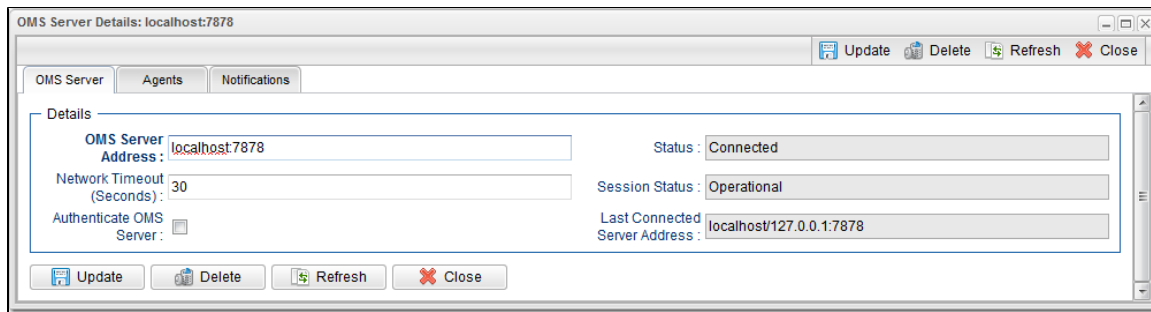 OMS Server Details: localhost:7878
Update Delete Refresh Close
OMS Server Agents Notifications
Details
OMS Server
Address :
localhost:7878
Status :
Connected
Network Timeout
(Seconds) :
30
Session Status :
Operational
Authenticate OMS
Server :
Last Connected
Server Address :
localhost/127.0.0.1:7878
Update Delete Refresh Close